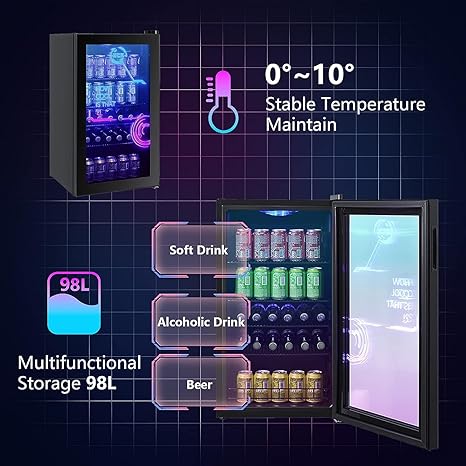 0°~10°
Stable Temperature
Maintain
Soft Drink
98L
Alcoholic Drink
Multifunctional
Storage 98L
Beer